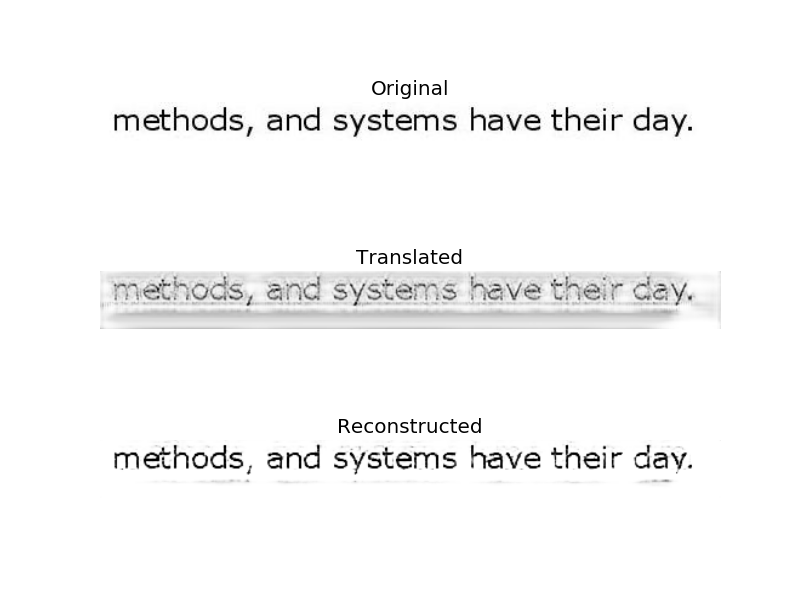 Original
methods, and systems have their day.
Translated
methods, and systems have their day.
Reconstructed
methods, and systems have their day.